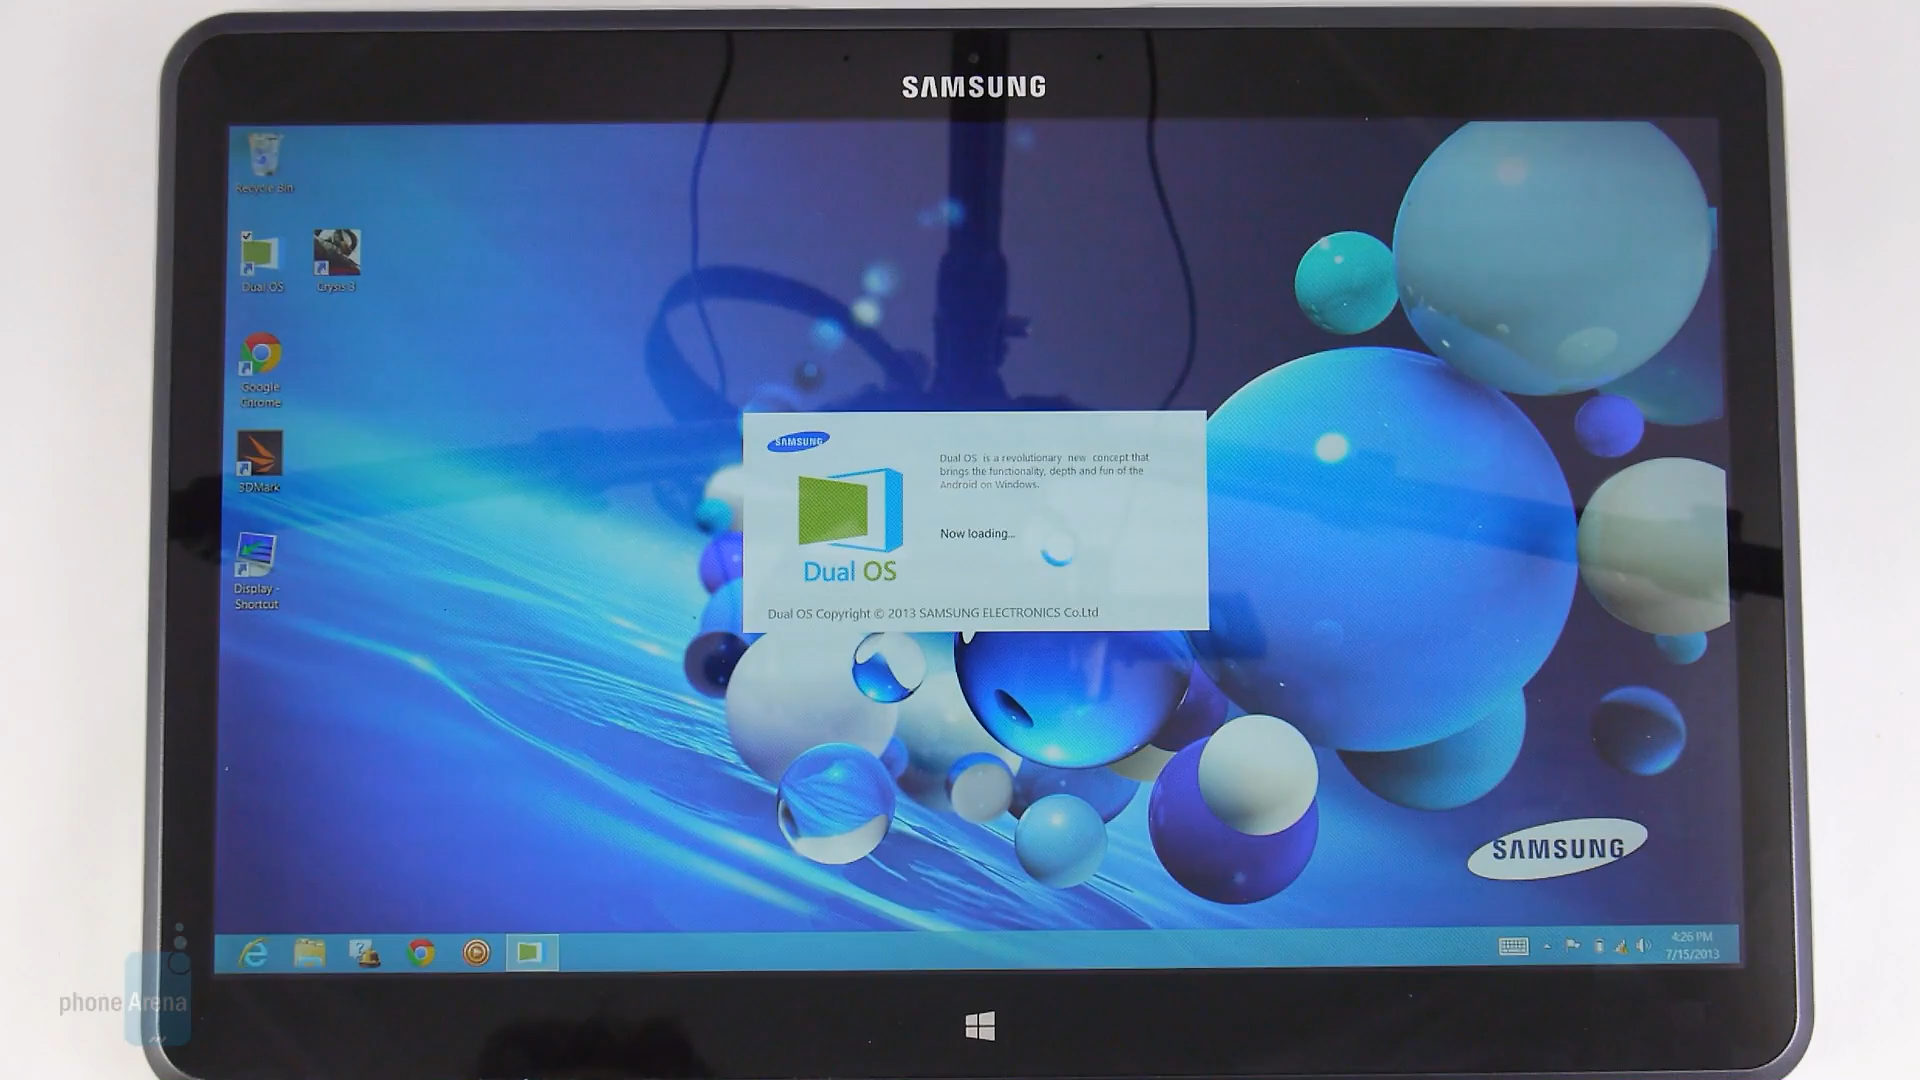 SAMSUNG
Recycle Bin
Dual OS
Crysis 3
Google
Chrome
3DMark
Display -
Shortcut
SAMSUNG
Dual OS is a revolutionary new concept that
brings the functionality, depth and fun of the
Android on Windows.
Now loading...
Dual OS
Dual OS Copyright © 2013 SAMSUNG ELECTRONICS Co.Ltd
SAMSUNG
4:26 PM
7/15/2013
phoneArena